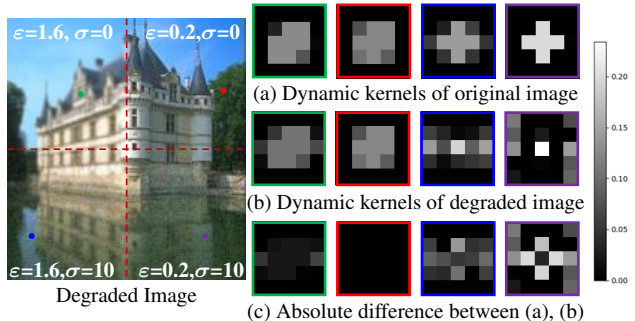 ε=1.6, σ=0
ε=0.2,σ=0
ε=1.6,σ=10
ε=0.2,σ=10
Degraded Image
(a) Dynamic kernels of original image
(b) Dynamic kernels of degraded image
(c) Absolute difference between (a), (b)
0.20
0.15
0.10
0.05
0.00